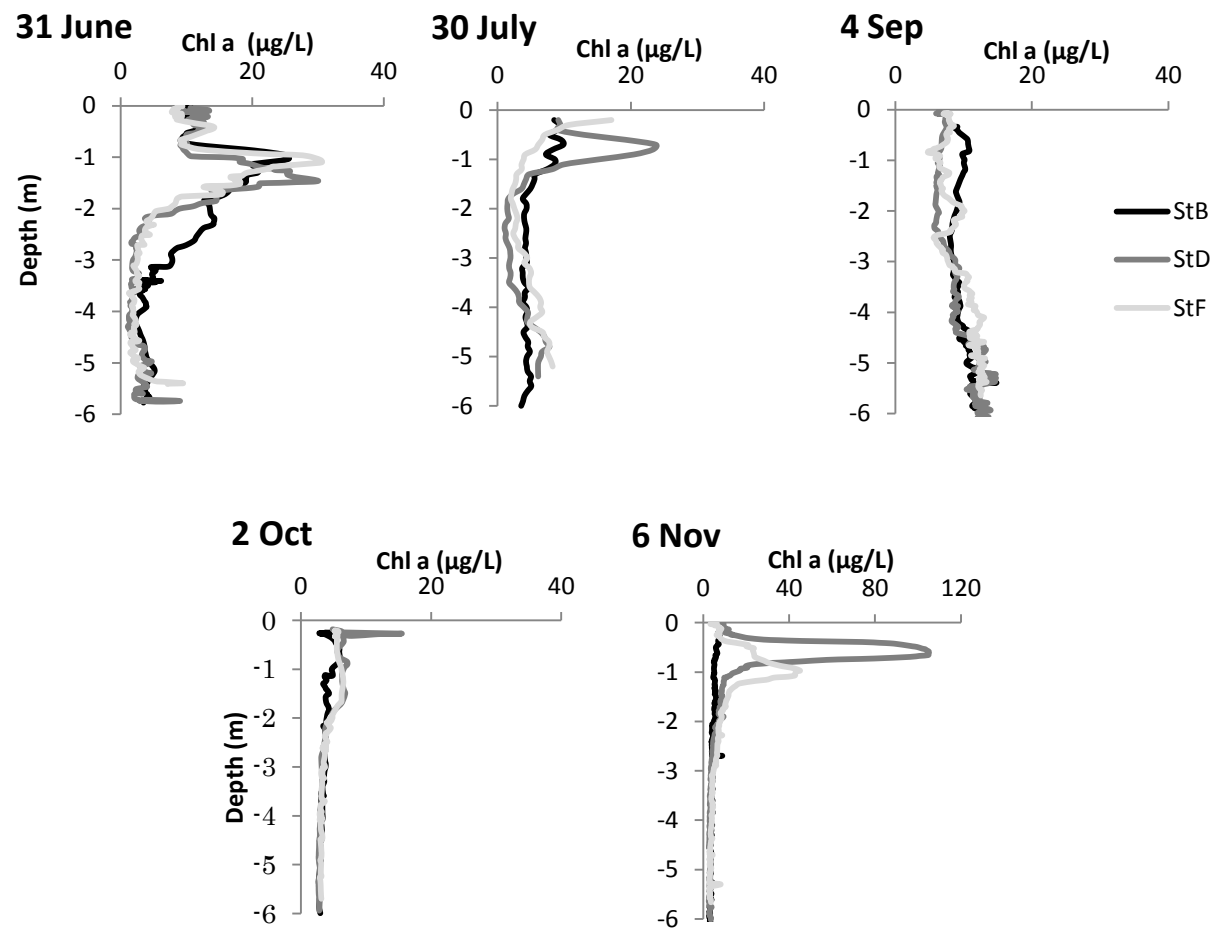 31 June
Chl a (µg/L)
0 20 40
0
-1
-2
-3
-4
-5
-6
Depth (m)
30 July
Chl a (µg/L)
0 20 40
0
-1
-2
-3
-4
-5
-6
4 Sep
Chl a (µg/L)
0 20 40
0
-1
-2
-3
-4
-5
-6
StB
StD
StF
2 Oct
Chl a (µg/L)
0 20 40
0
-1
-2
-3
-4
-5
-6
Depth (m)
6 Nov
Chl a (µg/L)
0 40 80 120
0
-1
-2
-3
-4
-5
-6